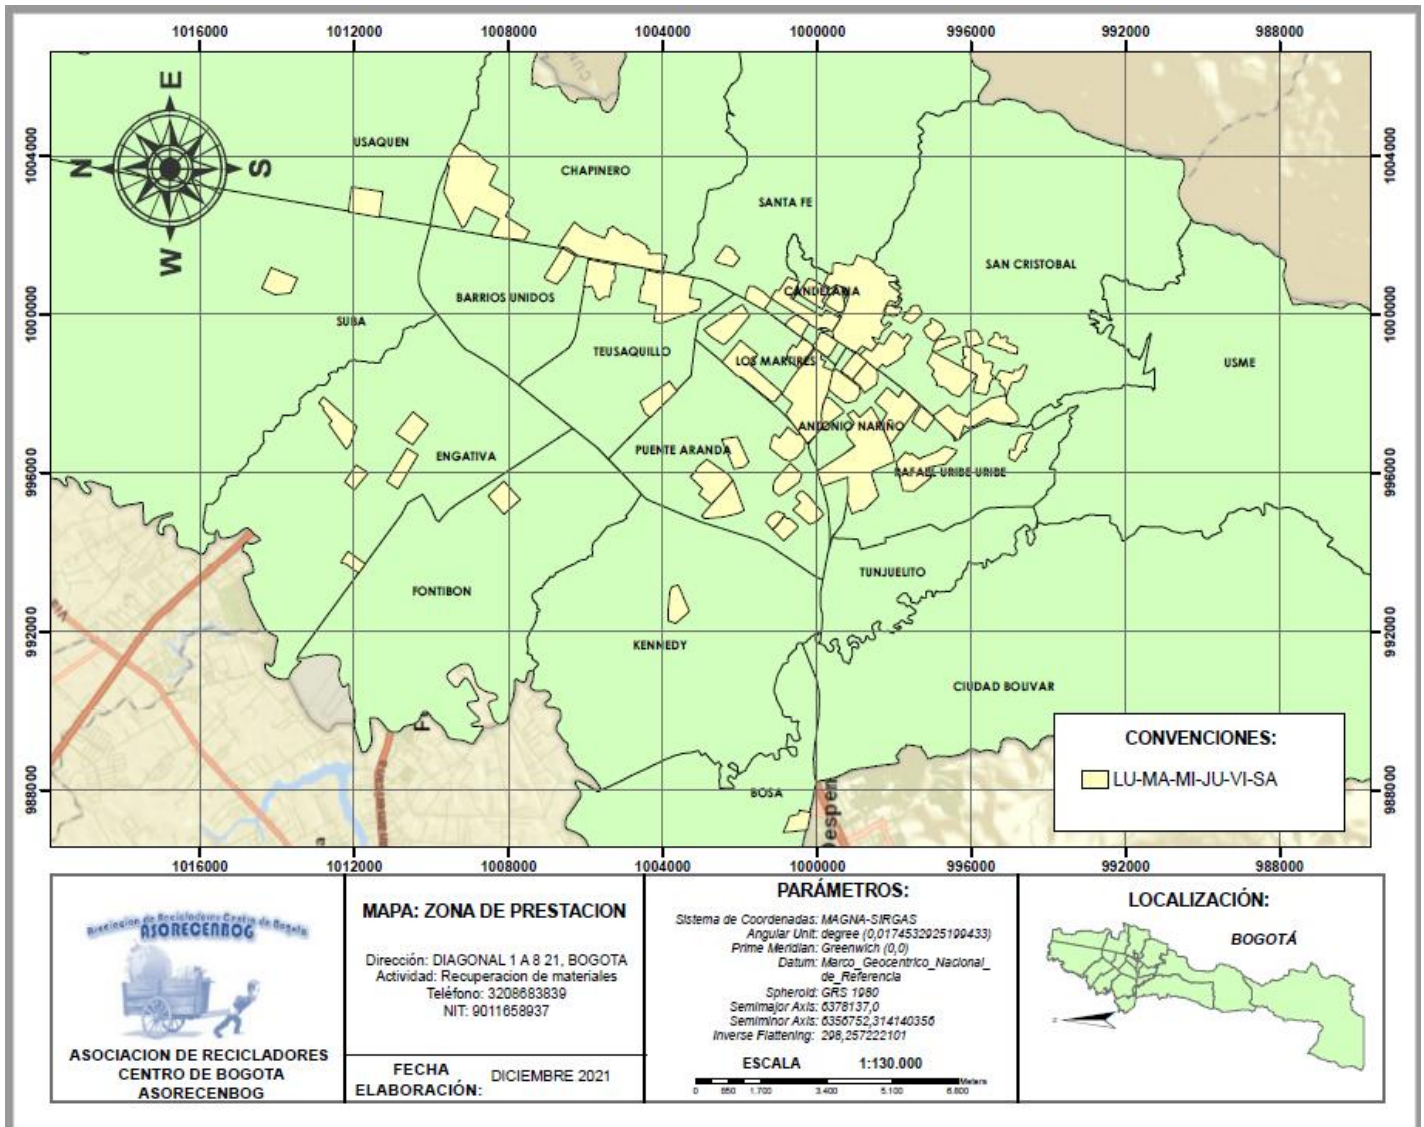 1016000 1012000 1008000 1004000 1000000 996000 992000 988000
1004000
1000000
996000
992000
988000
1004000
1000000
996000
992000
988000
E
N
S
W
USAQUEN
CHAPINERO
SANTA FE
SAN CRISTOBAL
CANDELARIA
BARRIOS UNIDOS
SUBA
TEUSAQUILLO
LOS MARTIRES
USME
ANTONIO NARIÑO
PUENTE ARANDA
ENGATIVA
RAFAEL URIBE URIBE
TUNJUELITO
FONTIBON
KENNEDY
CIUDAD BOLIVAR
BOSA
CONVENCIONES:
LU-MA-MI-JU-VI-SA
1016000 1012000 1008000 1004000 1000000 996000 992000 988000
Asociacion de Recicladores Centro de Bogota
ASORECENBOG
ASOCIACION DE RECICLADORES
CENTRO DE BOGOTA
ASORECENBOG
MAPA: ZONA DE PRESTACION
Dirección: DIAGONAL 1 A 8 21, BOGOTA
Actividad: Recuperacion de materiales
Teléfono: 3208683839
NIT: 9011658937
FECHA
ELABORACIÓN:
DICIEMBRE 2021
PARÁMETROS:
Sistema de Coordenadas: MAGNA-SIRGAS
Angular Unit: degree (0,0174532925199433)
Prime Meridian: Greenwich (0,0)
Datum: Marco_Geocentrico_Nacional_
de_Referencia
Spheroid: GRS 1980
Semimajor Axis: 6378137,0
Semiminor Axis: 6356752,314140356
Inverse Flattening: 298,257222101
ESCALA 1:130.000
0 850 1.700 3.400 5.100 6.800 Meters
LOCALIZACIÓN:
BOGOTÁ